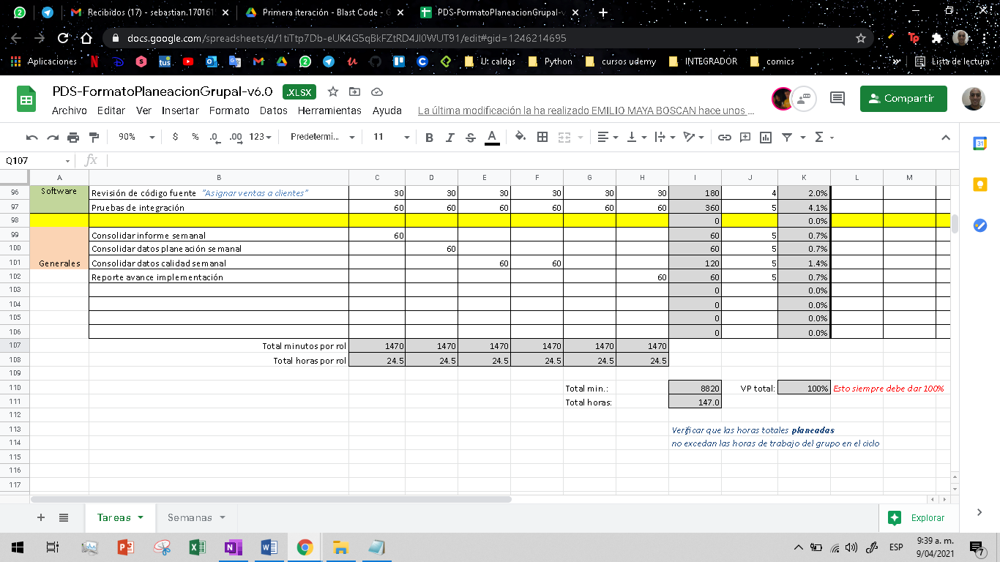 Recibidos (17) - sebastian.170161
Primera iteración - Blast Code - G
PDS-FormatoPlaneacionGrupal-v
docs.google.com/spreadsheets/d/1tiTtp7Db-eUK4G5qBkFZtRD4JI0WUT91/edit#gid=1246214695
Aplicaciones
tus
U: caldas
Python
cursos udemy
INTEGRADOR
comics
»
Lista de lectura
PDS-FormatoPlaneacionGrupal-v6.0 .XLSX
Archivo Editar Ver Insertar Formato Datos Herramientas Ayuda La última modificación la ha realizado EMILIO MAYA BOSCAN hace unos ...
Compartir
90% $ % .0 .00 123 Predetermi... 11 B I S A
Q107 fx
A B C D E F G H I J K L M
96 Software Revisión de código fuente "Asignar ventas a clientes" 30 30 30 30 30 30 180 4 2.0%
97 Pruebas de integración 60 60 60 60 60 60 360 5 4.1%
98 0 0.0%
99 Consolidar informe semanal 60 60 5 0.7%
100 Consolidar datos planeación semanal 60 60 5 0.7%
101 Generales Consolidar datos calidad semanal 60 60 120 5 1.4%
102 Reporte avance implementación 60 60 5 0.7%
103 0 0.0%
104 0 0.0%
105 0 0.0%
106 0 0.0%
107 Total minutos por rol 1470 1470 1470 1470 1470 1470
108 Total horas por rol 24.5 24.5 24.5 24.5 24.5 24.5
109
110 Total min.: 8820 VP total: 100% Esto siempre debe dar 100%
111 Total horas: 147.0
112
113 Verificar que las horas totales planeadas
114 no excedan las horas de trabajo del grupo en el ciclo
115
116
117
Tareas Semanas Explorar
ESP
9:39 a. m.
9/04/2021
7